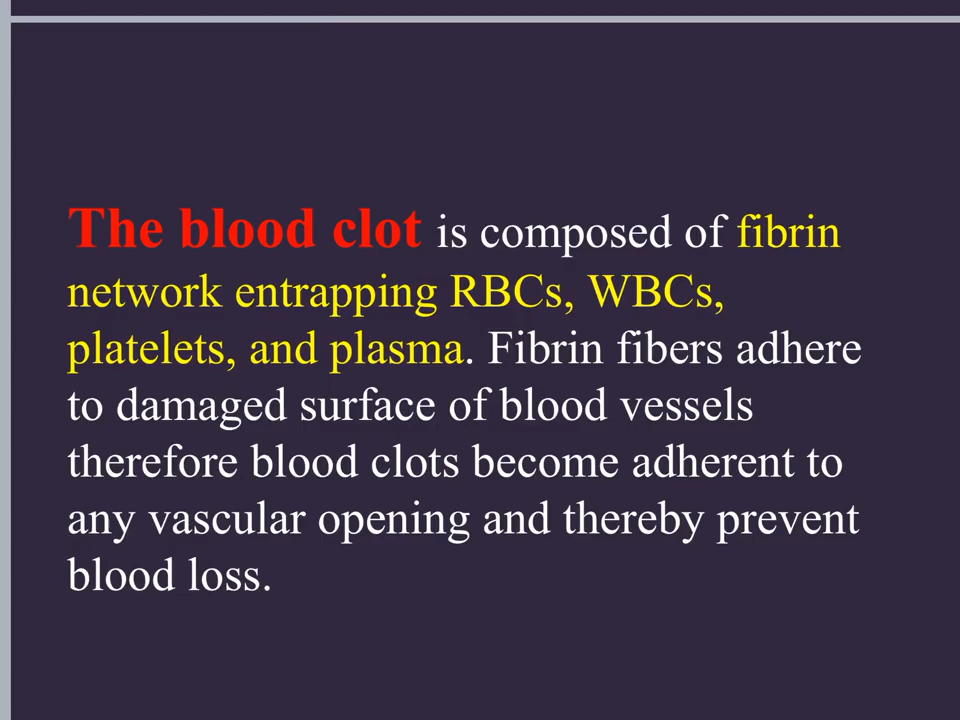 The blood clot is composed of fibrin
network entrapping RBCs, WBCs,
platelets, and plasma. Fibrin fibers adhere
to damaged surface of blood vessels
therefore blood clots become adherent to
any vascular opening and thereby prevent
blood loss.